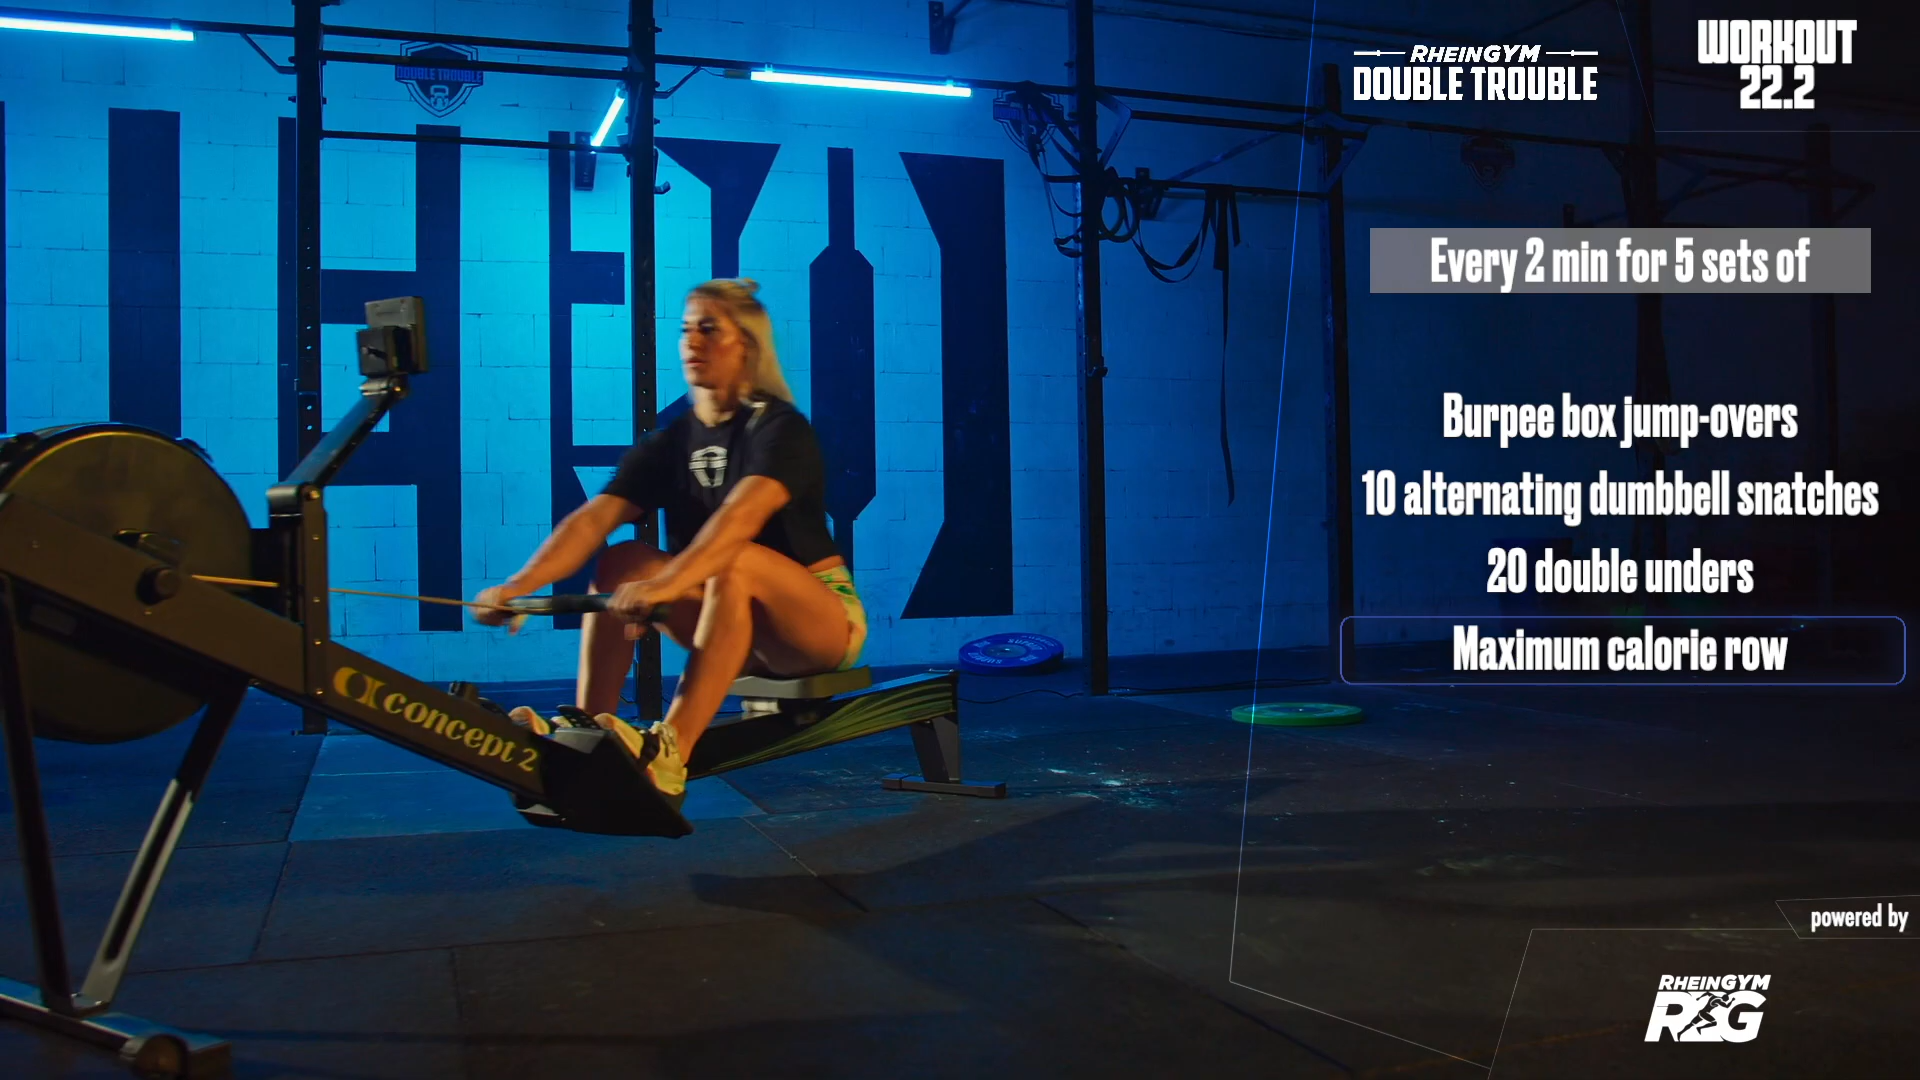 DOUBLE TROUBLE
RHEINGYM
DOUBLE TROUBLE
WORKOUT
22.2
Every 2 min for 5 sets of
Burpee box jump-overs
10 alternating dumbbell snatches
20 double unders
Maximum calorie row
concept 2
powered by
RHEINGYM
RXG